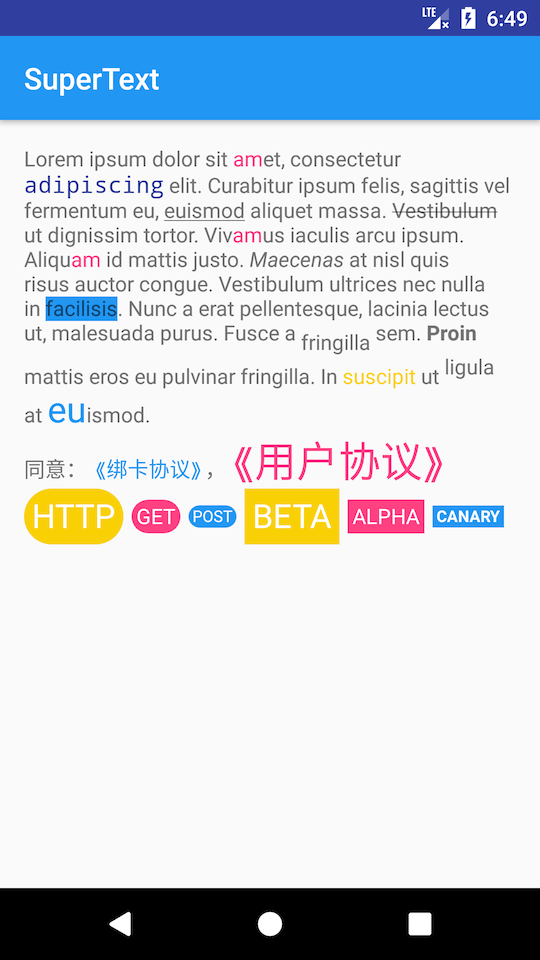 LTE 6:49
SuperText
Lorem ipsum dolor sit amet, consectetur
adipiscing elit. Curabitur ipsum felis, sagittis vel
fermentum eu, euismod aliquet massa. Vestibulum
ut dignissim tortor. Vivamus iaculis arcu ipsum.
Aliquam id mattis justo. Maecenas at nisl quis
risus auctor congue. Vestibulum ultrices nec nulla
in facilisis. Nunc a erat pellentesque, lacinia lectus
ut, malesuada purus. Fusce a fringilla sem. Proin
mattis eros eu pulvinar fringilla. In suscipit ut ligula
at euismod.
同意：《绑卡协议》，《用户协议》
HTTP GET POST BETA ALPHA CANARY